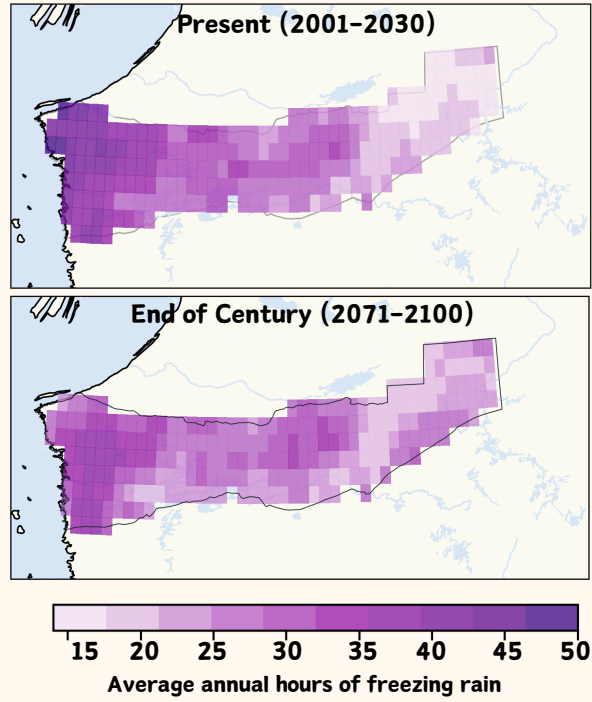 Present (2001–2030)
End of Century (2071–2100)
15 20 25 30 35 40 45 50
Average annual hours of freezing rain